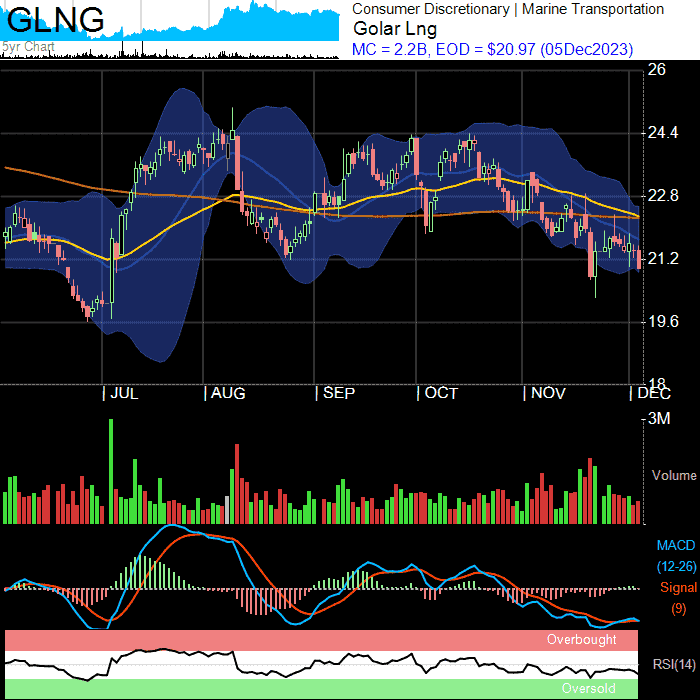 GLNG
5yr Chart
Consumer Discretionary | Marine Transportation
Golar Lng
MC = 2.2B, EOD = $20.97 (05Dec2023)
26
24.4
22.8
21.2
19.6
18
JUL AUG SEP OCT NOV DEC
3M
Volume
MACD
(12-26)
Signal
(9)
Overbought
RSI(14)
Oversold